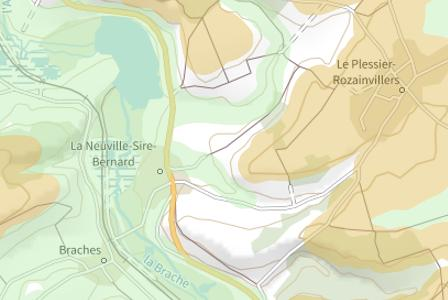 Le Plessier-
Rozainvillers
La Neuville-Sire-
Bernard
Braches
la Brache